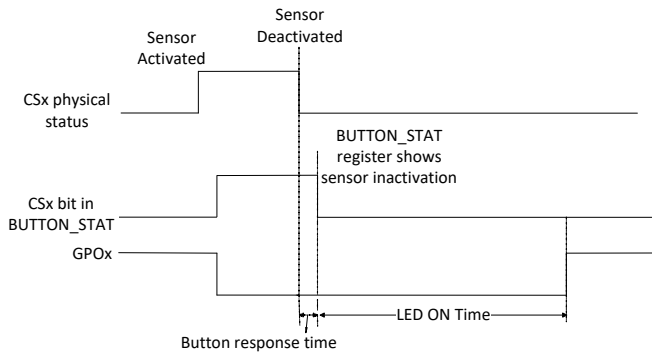 Sensor
Deactivated
Sensor
Activated
CSx physical
status
BUTTON_STAT
register shows
sensor inactivation
CSx bit in
BUTTON_STAT
GPOx
LED ON Time
Button response time